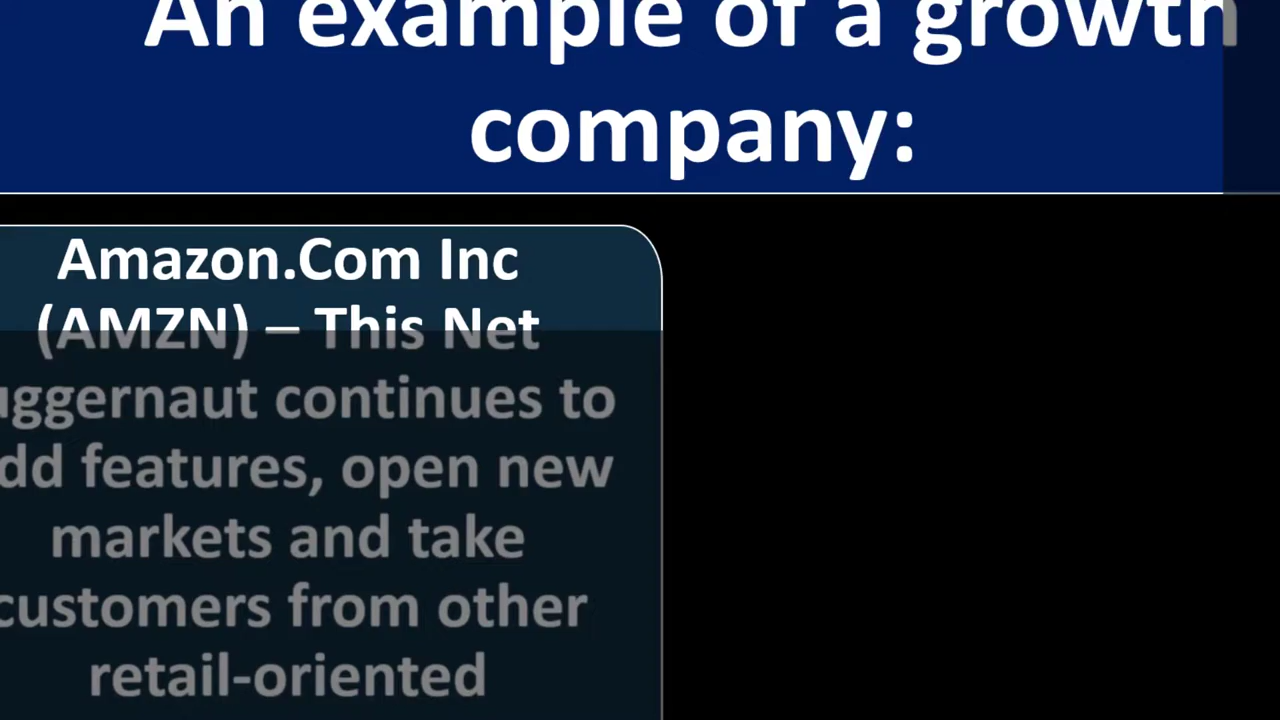 An example of a growth
company:
Amazon.Com Inc
(AMZN) – This Net
uggernaut continues to
dd features, open new
markets and take
customers from other
retail-oriented